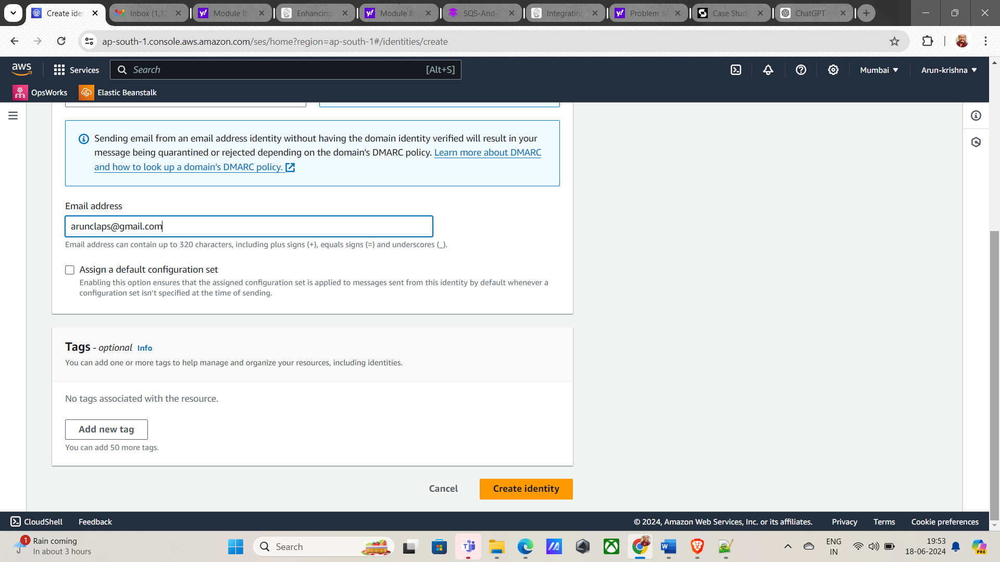 Create ide
Inbox (1,1
Module 8
Enhancing
Module 8
SQS-And-
Integratin
Problem S
Case Stud
ChatGPT
ap-south-1.console.aws.amazon.com/ses/home?region=ap-south-1#/identities/create
aws
Services
Search
[Alt+S]
Mumbai
Arun-krishna
OpsWorks
Elastic Beanstalk
Sending email from an email address identity without having the domain identity verified will result in your
message being quarantined or rejected depending on the domain's DMARC policy. Learn more about DMARC
and how to look up a domain's DMARC policy.
Email address
arunclaps@gmail.com
Email address can contain up to 320 characters, including plus signs (+), equals signs (=) and underscores (_).
Assign a default configuration set
Enabling this option ensures that the assigned configuration set is applied to messages sent from this identity by default whenever a
configuration set isn't specified at the time of sending.
Tags - optional Info
You can add one or more tags to help manage and organize your resources, including identities.
No tags associated with the resource.
Add new tag
You can add 50 more tags.
Cancel
Create identity
CloudShell
Feedback
© 2024, Amazon Web Services, Inc. or its affiliates.
Privacy
Terms
Cookie preferences
1
Rain coming
In about 3 hours
Search
ENG
IN
19:53
18-06-2024
PRE